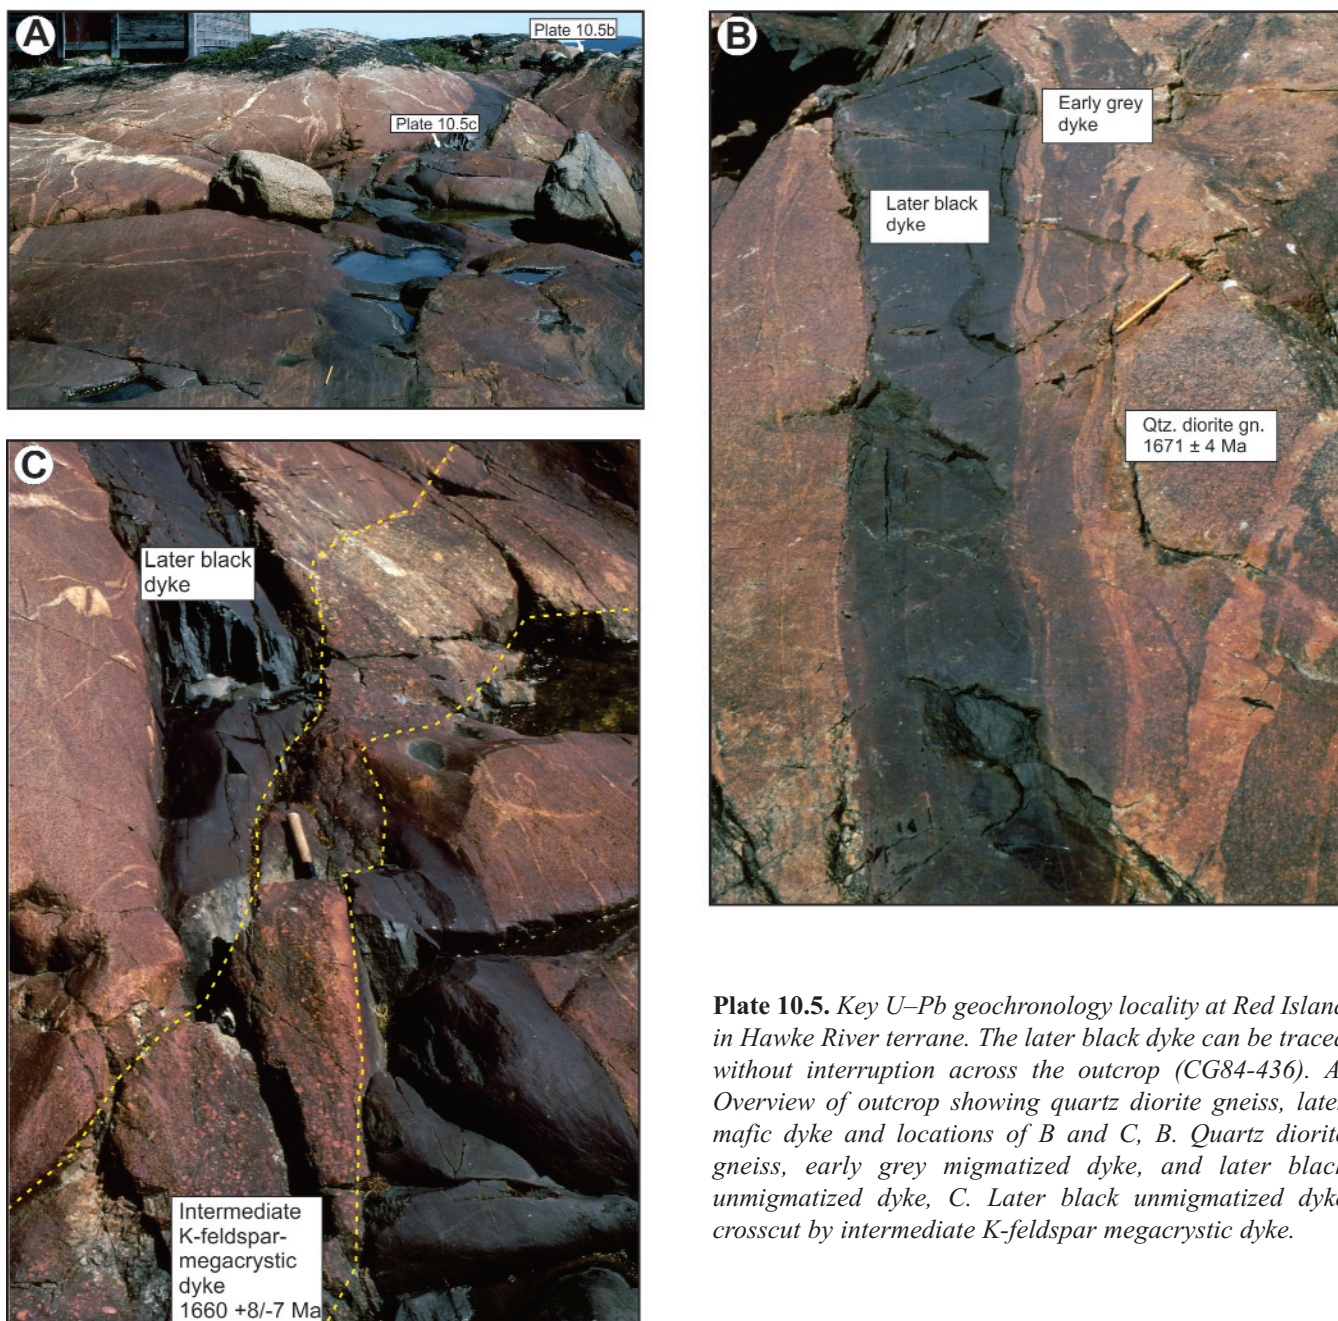 A
Plate 10.5b
Plate 10.5c
B
Early grey
dyke
Later black
dyke
Qtz. diorite gn.
1671 ± 4 Ma
C
Later black
dyke
Intermediate
K-feldspar-
megacrystic
dyke
1660 +8/-7 Ma
Plate 10.5. Key U–Pb geochronology locality at Red Island
in Hawke River terrane. The later black dyke can be traced
without interruption across the outcrop (CG84-436). A.
Overview of outcrop showing quartz diorite gneiss, later
mafic dyke and locations of B and C, B. Quartz diorite
gneiss, early grey migmatized dyke, and later black
unmigmatized dyke, C. Later black unmigmatized dyke
crosscut by intermediate K-feldspar megacrystic dyke.